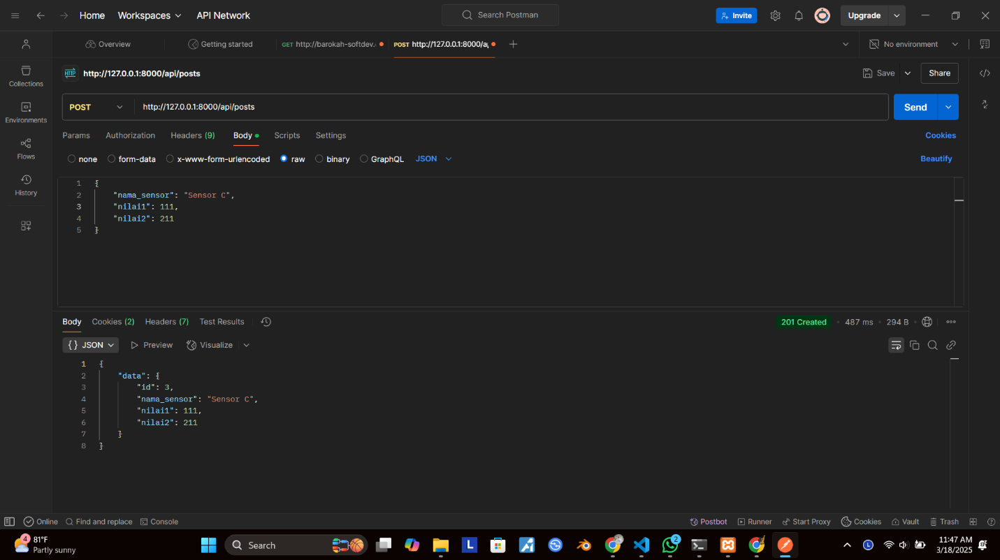 Home Workspaces API Network Search Postman Invite Upgrade
Overview Getting started GET http://barokah-softdev. POST http://127.0.0.1:8000/a No environment
HTTP http://127.0.0.1:8000/api/posts Save Share
Collections
Environments
Flows
History
POST http://127.0.0.1:8000/api/posts Send
Params Authorization Headers (9) Body Scripts Settings Cookies
none form-data x-www-form-urlencoded raw binary GraphQL JSON Beautify
1 {
2 "nama_sensor": "Sensor C",
3 "nilai1": 111,
4 "nilai2": 211
5 }
Body Cookies (2) Headers (7) Test Results 201 Created • 487 ms • 294 B
{} JSON Preview Visualize
1 {
2 "data": {
3 "id": 3,
4 "nama_sensor": "Sensor C",
5 "nilai1": 111,
6 "nilai2": 211
7 }
8 }
Online Find and replace Console Postbot Runner Start Proxy Cookies Vault Trash
4 81°F
Partly sunny
Search L 2 L
11:47 AM
3/18/2025